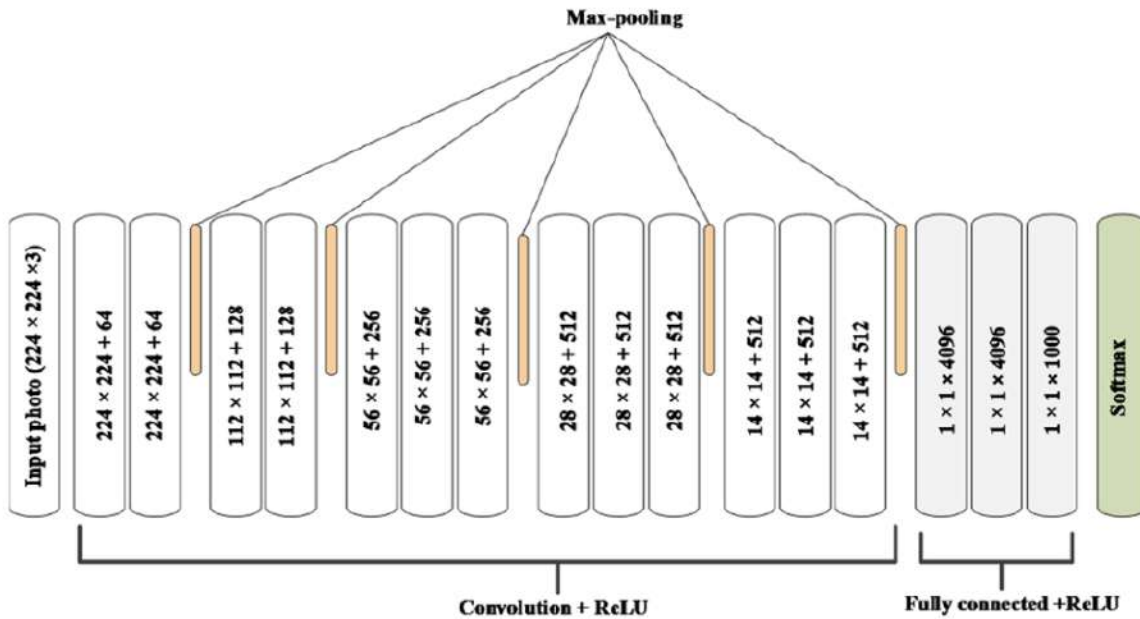 Max-pooling
Input photo (224 × 224 ×3)
224 × 224 + 64
224 × 224 + 64
112 × 112 + 128
112 × 112 + 128
56 × 56 + 256
56 × 56 + 256
56 × 56 + 256
28 × 28 + 512
28 × 28 + 512
28 × 28 + 512
14 × 14 + 512
14 × 14 + 512
14 × 14 + 512
1 × 1 × 4096
1 × 1 × 4096
1 × 1 × 1000
Softmax
Convolution + ReLU
Fully connected +ReLU